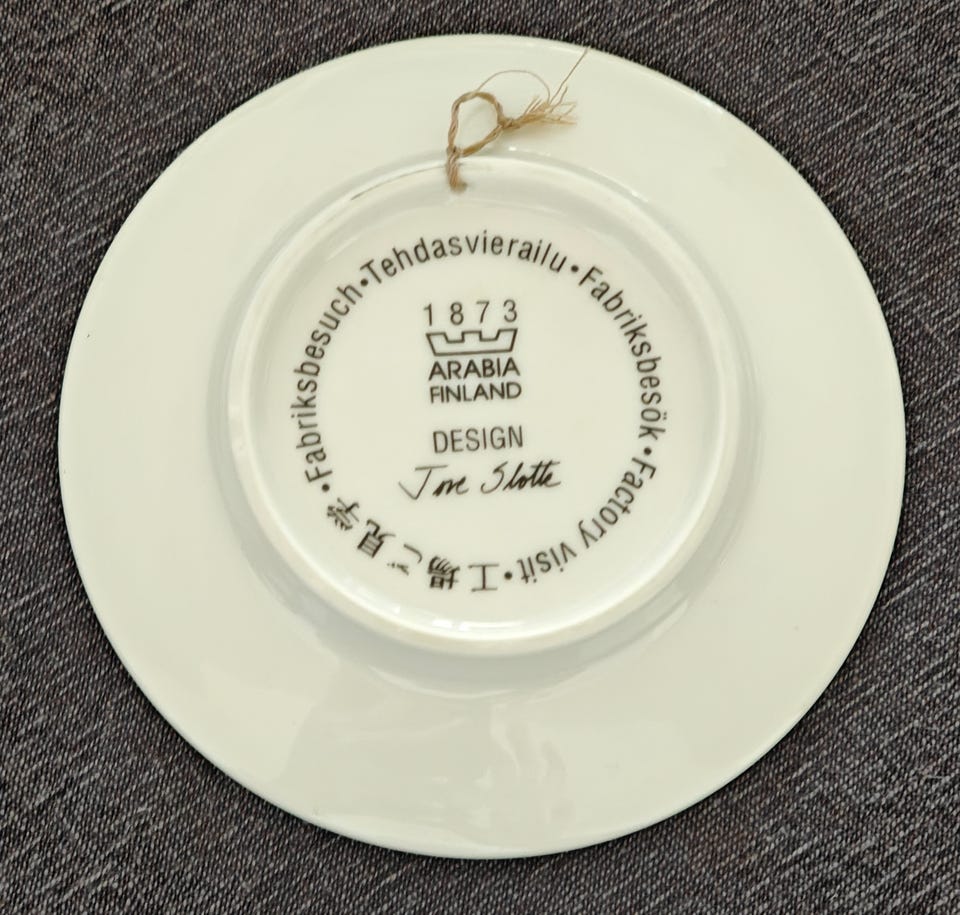 Tehdasvierailu • Fabriksbesök • Factory visit • 工場ご見学 • Fabriksbesuch •
1873
ARABIA
FINLAND
DESIGN
Tove Slotte